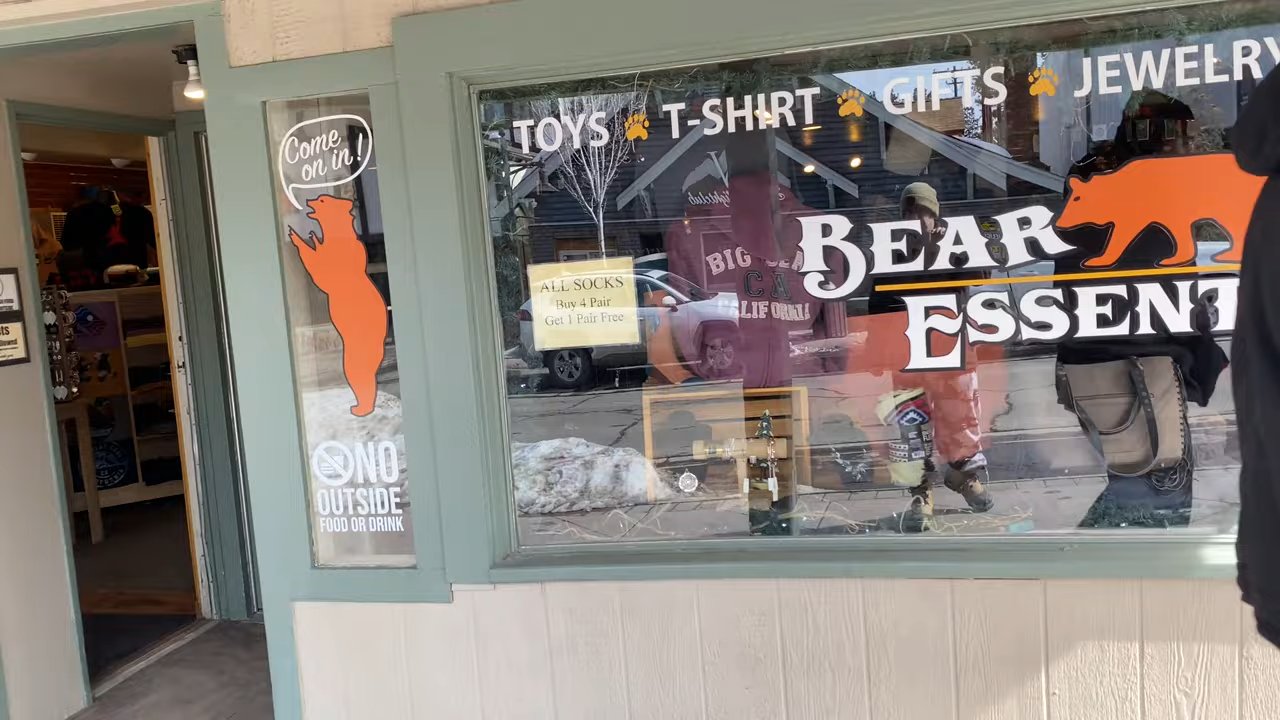 Come
on in!
NO
OUTSIDE
FOOD OR DRINK
TOYS T-SHIRT GIFTS JEWELRY
ALL SOCKS
Buy 4 Pair
Get 1 Pair Free
BEAR
ESSENT
BIG
CA
CALIFORNIA